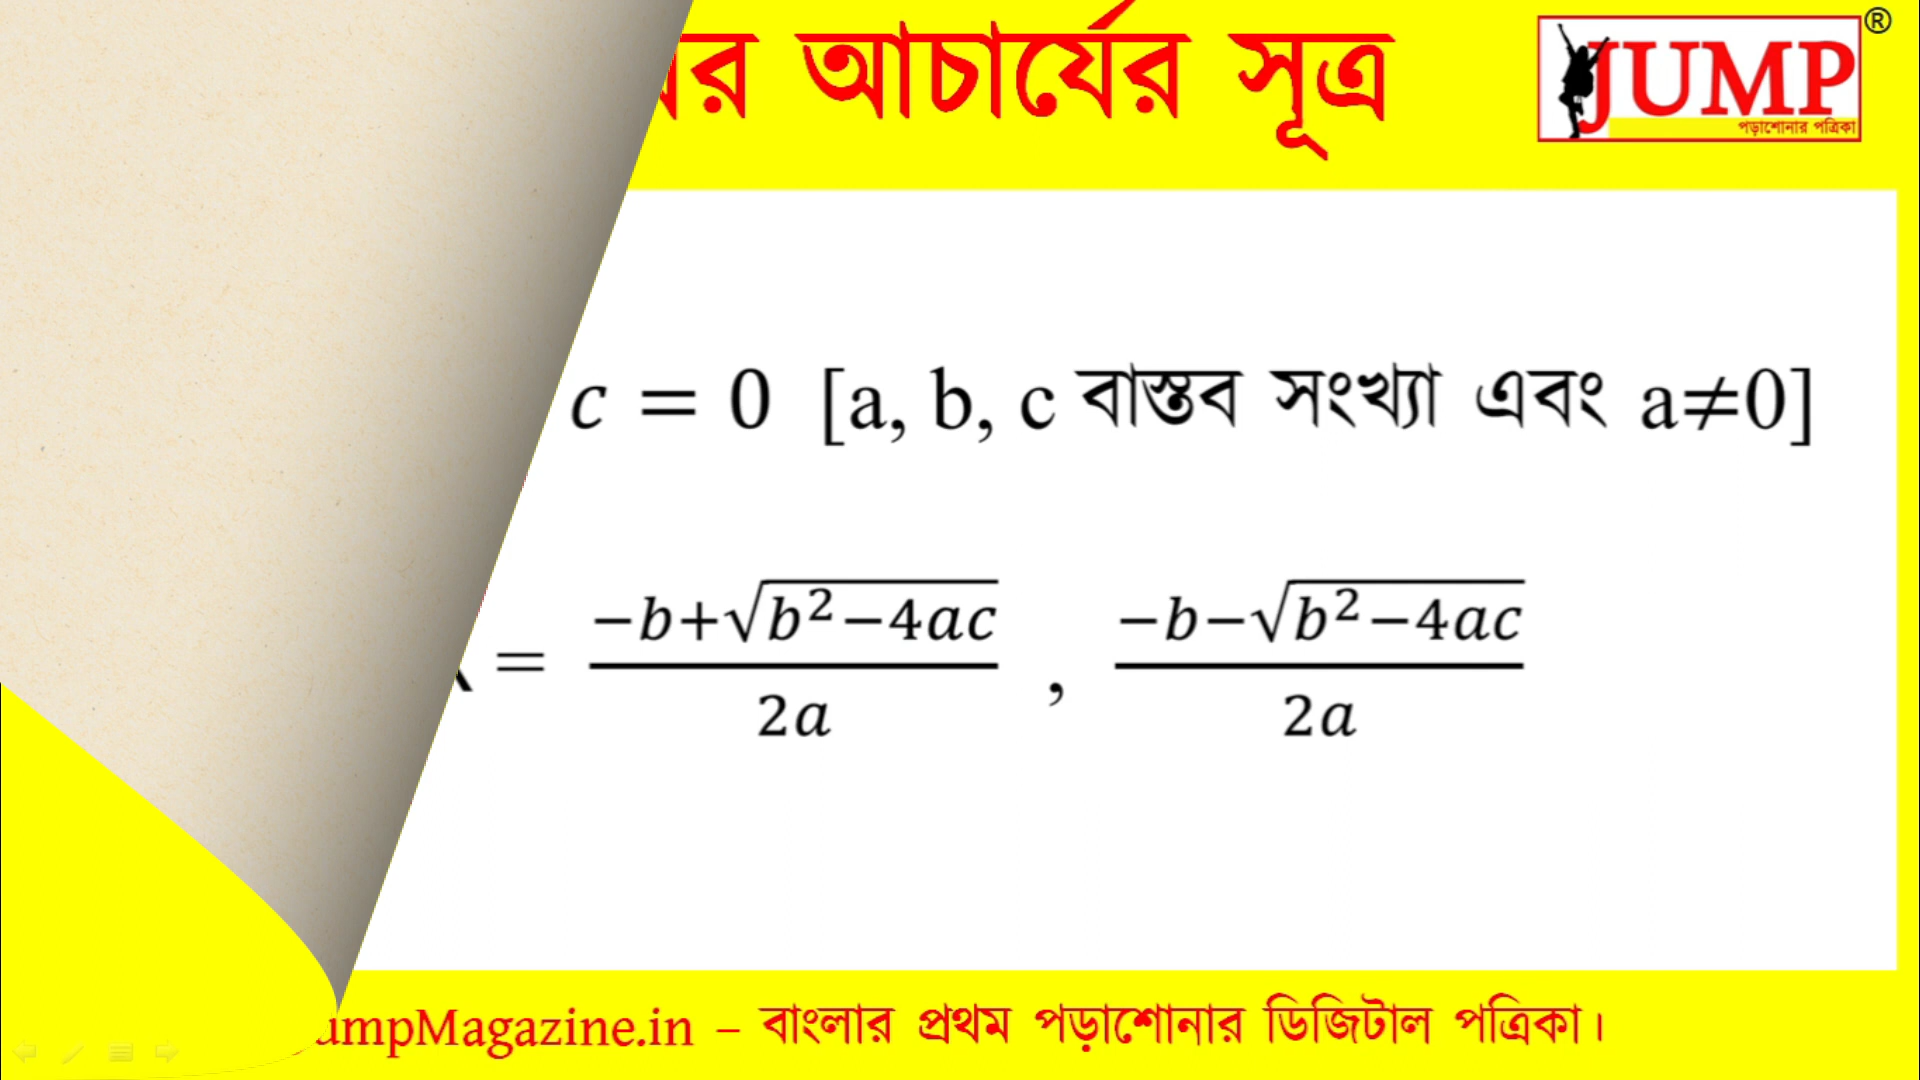 আচার্যের সূত্র
JUMP®
পড়াশোনার পত্রিকা
c = 0 [a, b, c বাস্তব সংখ্যা এবং a≠0]
= (−b+√(b²−4ac))/2a , (−b−√(b²−4ac))/2a
umpMagazine.in – বাংলার প্রথম পড়াশোনার ডিজিটাল পত্রিকা।